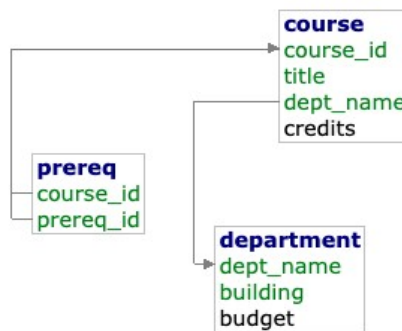 course
course_id
title
dept_name
credits
prereq
course_id
prereq_id
department
dept_name
building
budget